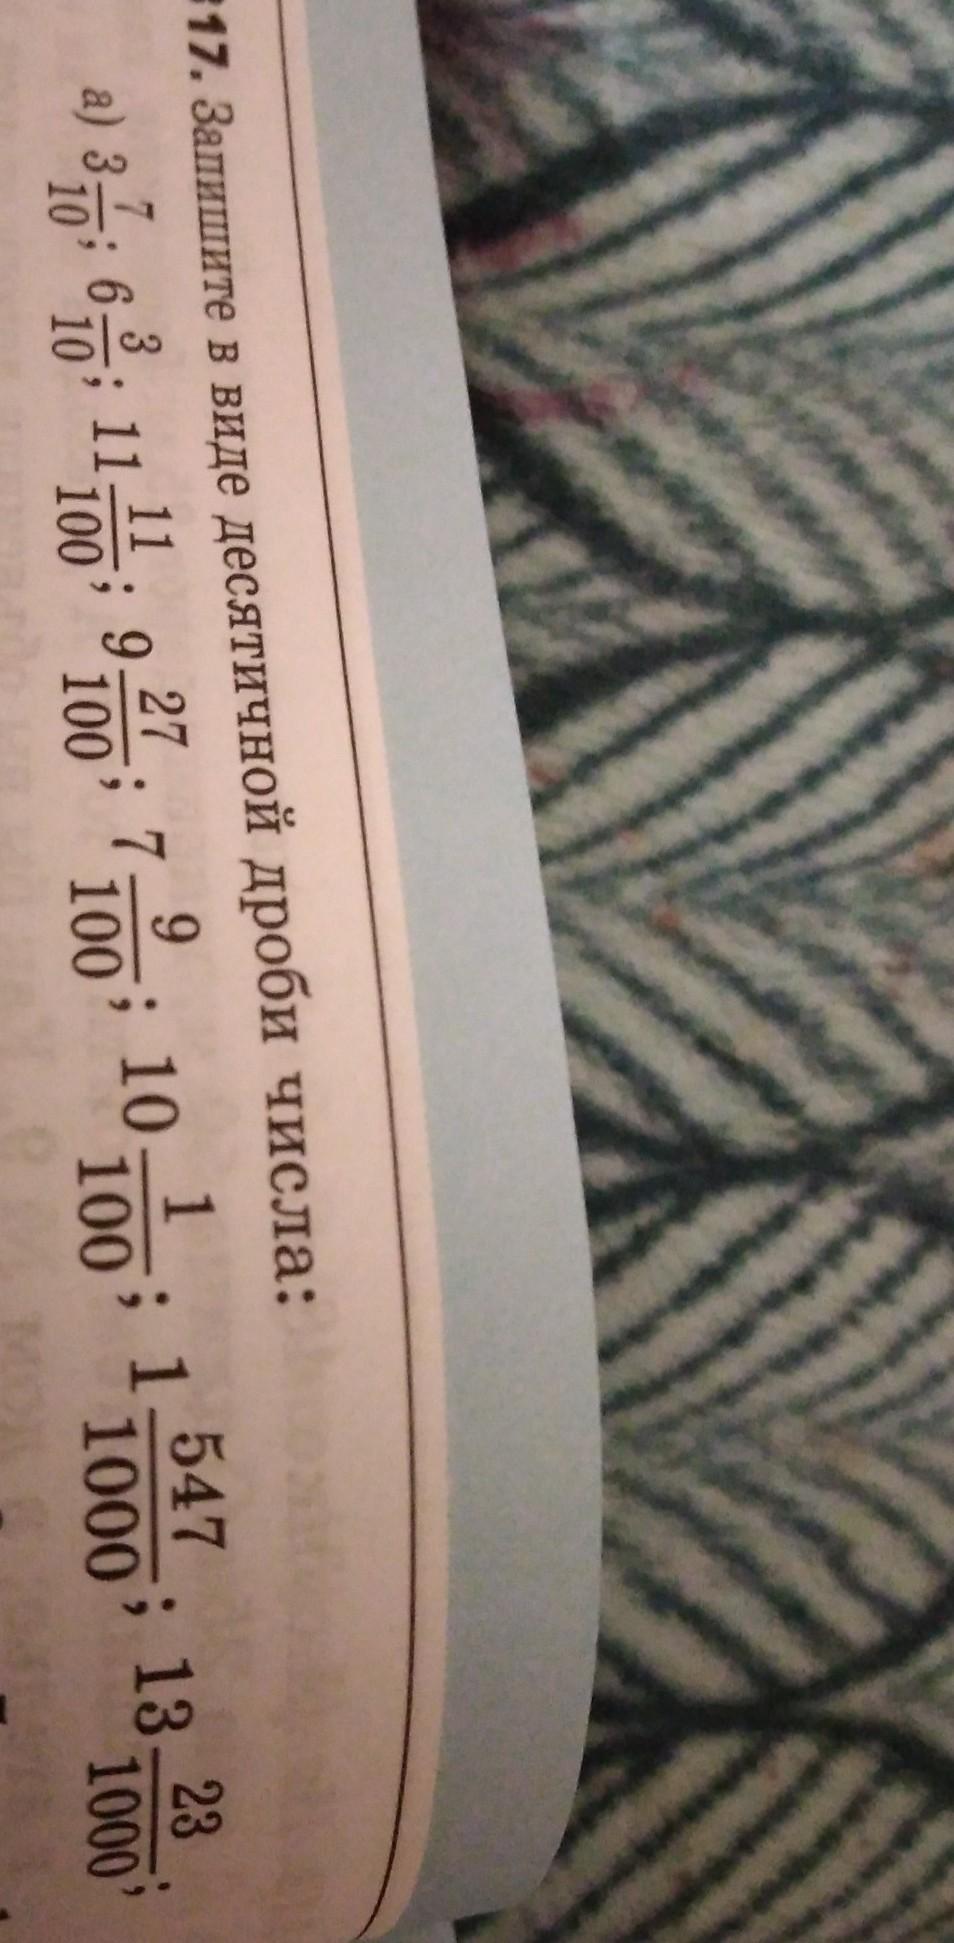 17. Запишите в виде десятичной дроби числа:
а) 3 7/10; 6 3/10; 11 11/100; 9 27/100; 7 9/100; 10 1/100; 1 547/1000; 13 23/1000;